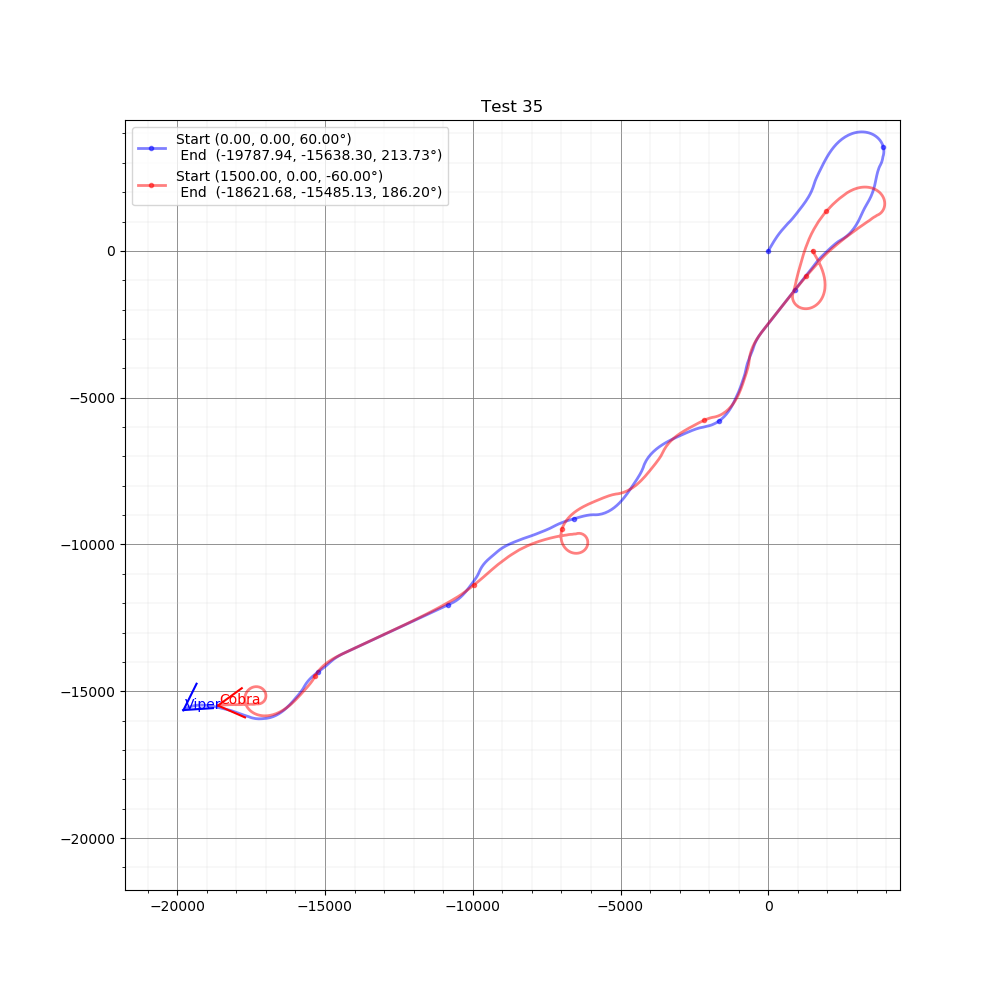 Test 35
Start (0.00, 0.00, 60.00°)
End  (-19787.94, -15638.30, 213.73°)
Start (1500.00, 0.00, -60.00°)
End  (-18621.68, -15485.13, 186.20°)
0
−5000
−10000
−15000
−20000
Viper
Cobra
−20000 −15000 −10000 −5000 0